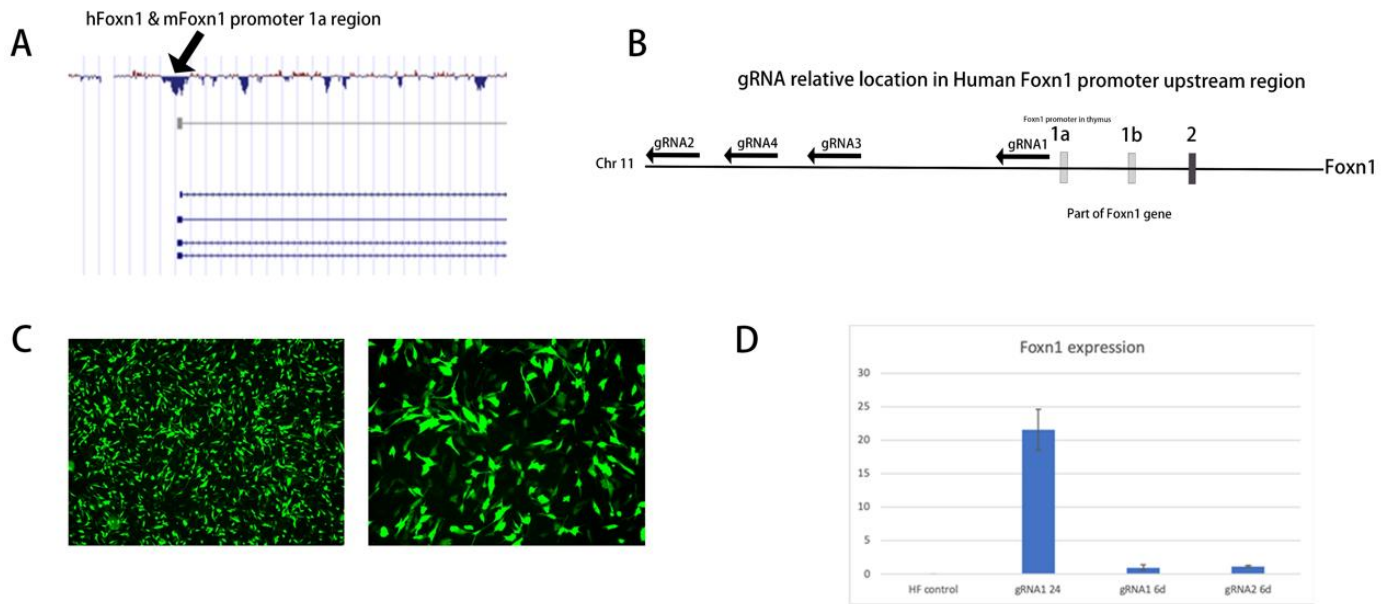 hFoxn1 & mFoxn1 promoter 1a region
A
B
gRNA relative location in Human Foxn1 promoter upstream region
Foxn1 promoter in thymus
1a
1b
2
gRNA2
gRNA4
gRNA3
gRNA1
Chr 11
Foxn1
Part of Foxn1 gene
C
D
Foxn1 expression
30
25
20
15
10
5
0
HF control
gRNA1 24
gRNA1 6d
gRNA2 6d